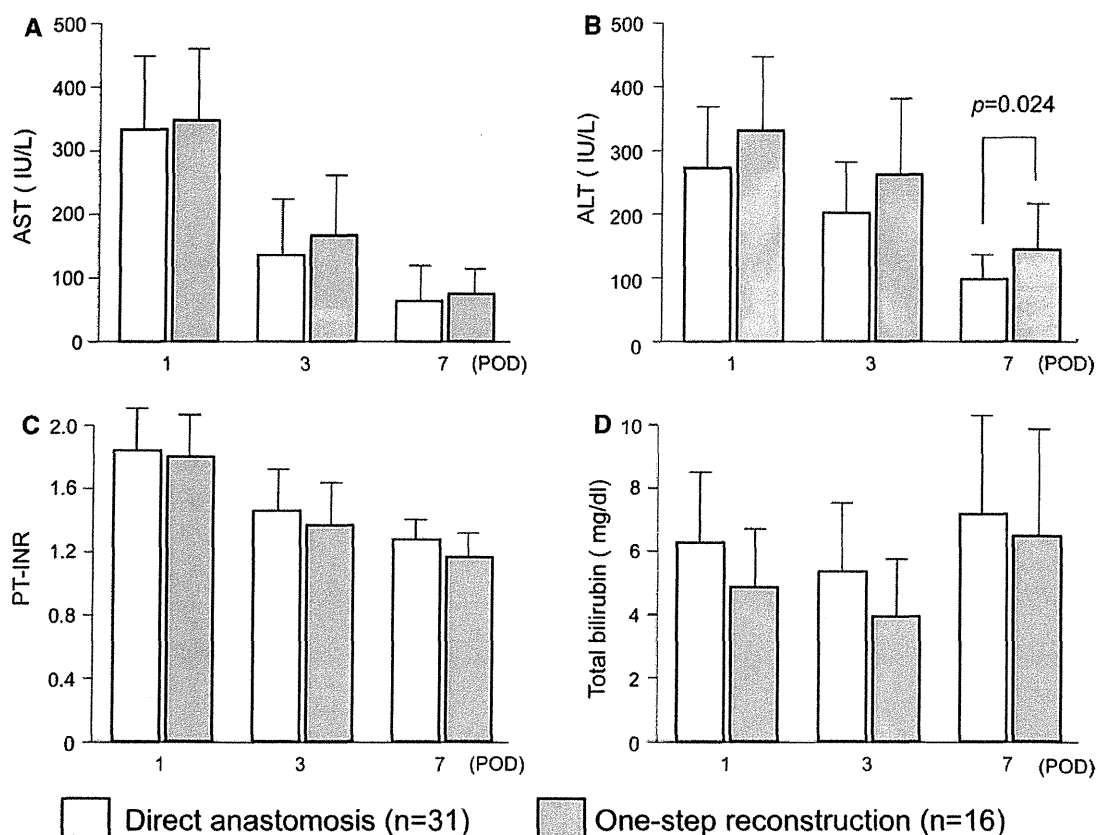 A
500
400
300
200
100
0
AST ( IU/L)
1 3 7 (POD)
B
500
400
300
200
100
0
ALT ( IU/L)
p=0.024
1 3 7 (POD)
C
2.0
1.6
1.2
0.8
0.4
0
PT-INR
1 3 7 (POD)
D
10
8
6
4
2
0
Total bilirubin ( mg/dl)
1 3 7 (POD)
Direct anastomosis (n=31) One-step reconstruction (n=16)